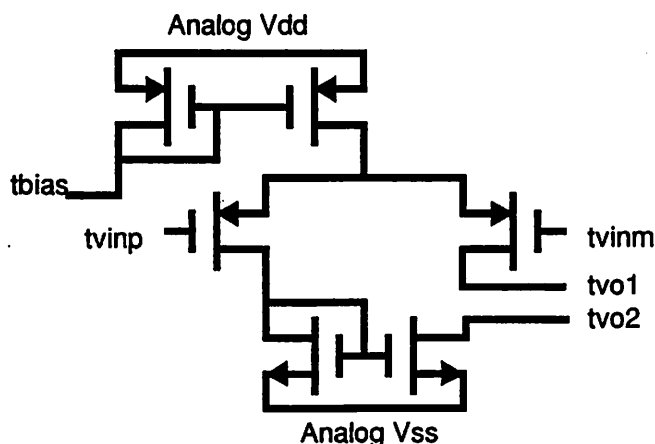 Analog Vdd
tbias
tvinp
tvinm
tvo1
tvo2
Analog Vss